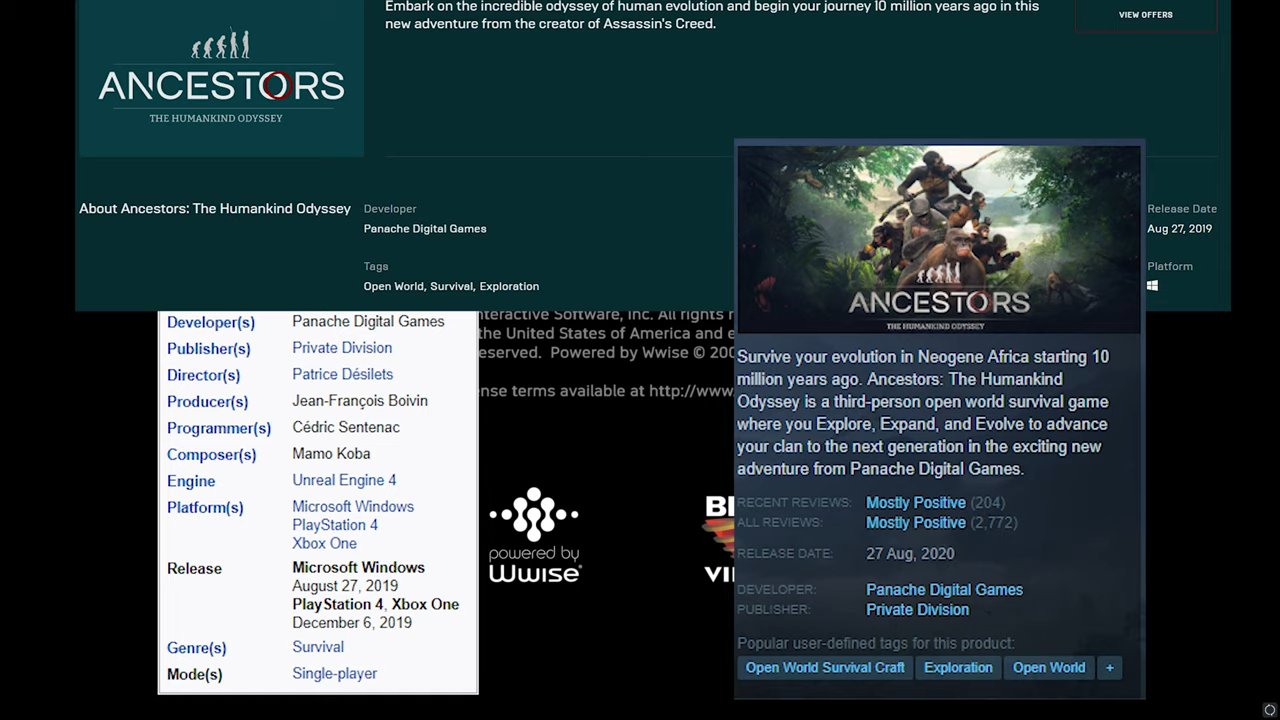 Embark on the incredible odyssey of human evolution and begin your journey 10 million years ago in this
new adventure from the creator of Assassin's Creed.
VIEW OFFERS
ANCESTORS
THE HUMANKIND ODYSSEY
About Ancestors: The Humankind Odyssey
Developer
Panache Digital Games
Tags
Open World, Survival, Exploration
Release Date
Aug 27, 2019
Platform
Developer(s) Panache Digital Games
Publisher(s) Private Division
Director(s) Patrice Désilets
Producer(s) Jean-François Boivin
Programmer(s) Cédric Sentenac
Composer(s) Mamo Koba
Engine Unreal Engine 4
Platform(s) Microsoft Windows
PlayStation 4
Xbox One
Release Microsoft Windows
August 27, 2019
PlayStation 4, Xbox One
December 6, 2019
Genre(s) Survival
Mode(s) Single-player
nteractive Software, Inc. All rights r
the United States of America and e
eserved. Powered by Wwise © 200
nse terms available at http://www
powered by
wwise
ANCESTORS
THE HUMANKIND ODYSSEY
Survive your evolution in Neogene Africa starting 10
million years ago. Ancestors: The Humankind
Odyssey is a third-person open world survival game
where you Explore, Expand, and Evolve to advance
your clan to the next generation in the exciting new
adventure from Panache Digital Games.
RECENT REVIEWS: Mostly Positive (204)
ALL REVIEWS: Mostly Positive (2,772)
RELEASE DATE: 27 Aug, 2020
DEVELOPER: Panache Digital Games
PUBLISHER: Private Division
Popular user-defined tags for this product:
Open World Survival Craft Exploration Open World +